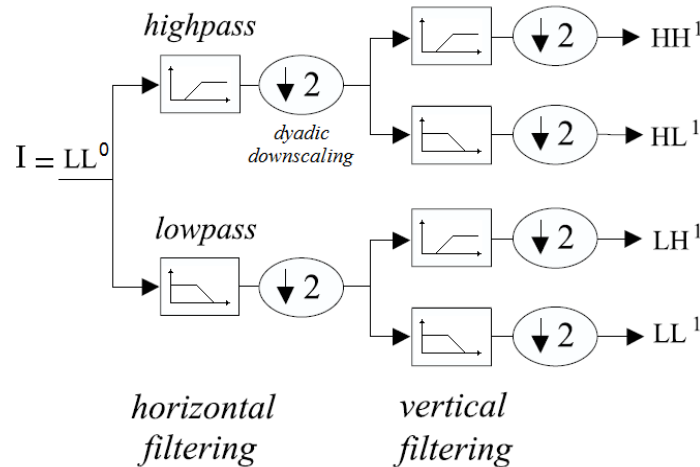 highpass
↓ 2
↓ 2
HH¹
dyadic
downscaling
↓ 2
HL¹
I = LL⁰
lowpass
↓ 2
↓ 2
LH¹
↓ 2
LL¹
horizontal
filtering
vertical
filtering